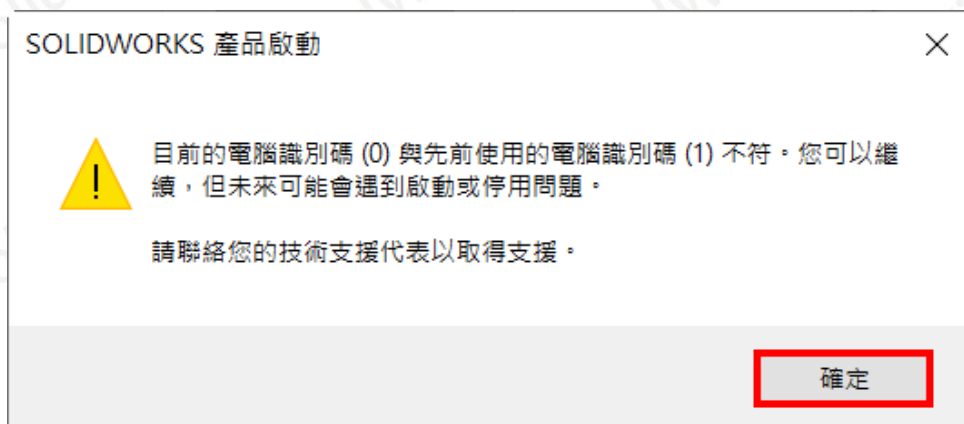 SOLIDWORKS 產品啟動
目前的電腦識別碼 (0) 與先前使用的電腦識別碼 (1) 不符。您可以繼
續，但未來可能會遇到啟動或停用問題。
請聯絡您的技術支援代表以取得支援。
確定